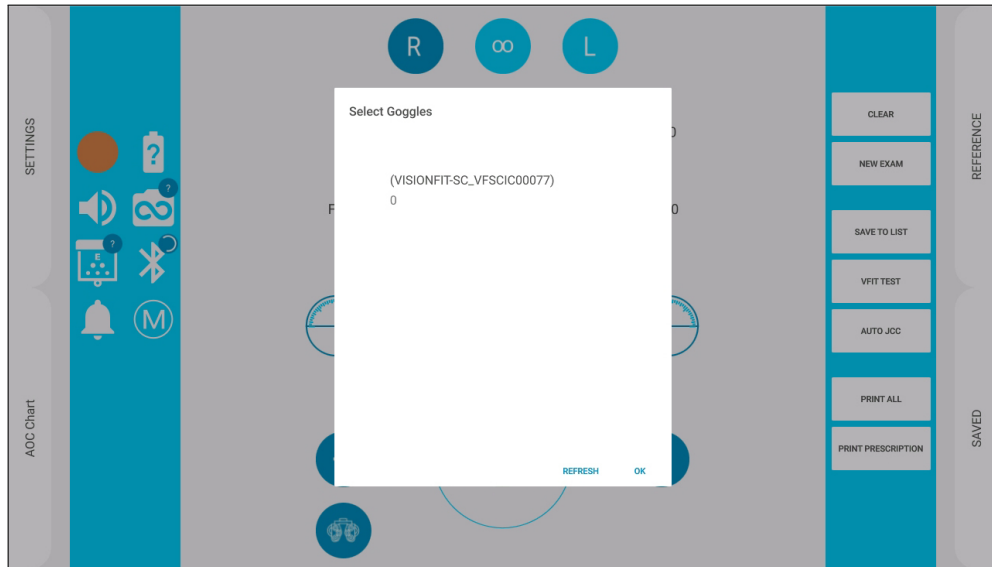 R
∞
L
SETTINGS
AOC Chart
?
?
E
?
M
Select Goggles
(VISIONFIT-SC_VFSCIC00077)
0
REFRESH
OK
F
0
CLEAR
NEW EXAM
SAVE TO LIST
VFIT TEST
AUTO JCC
PRINT ALL
PRINT PRESCRIPTION
REFERENCE
SAVED